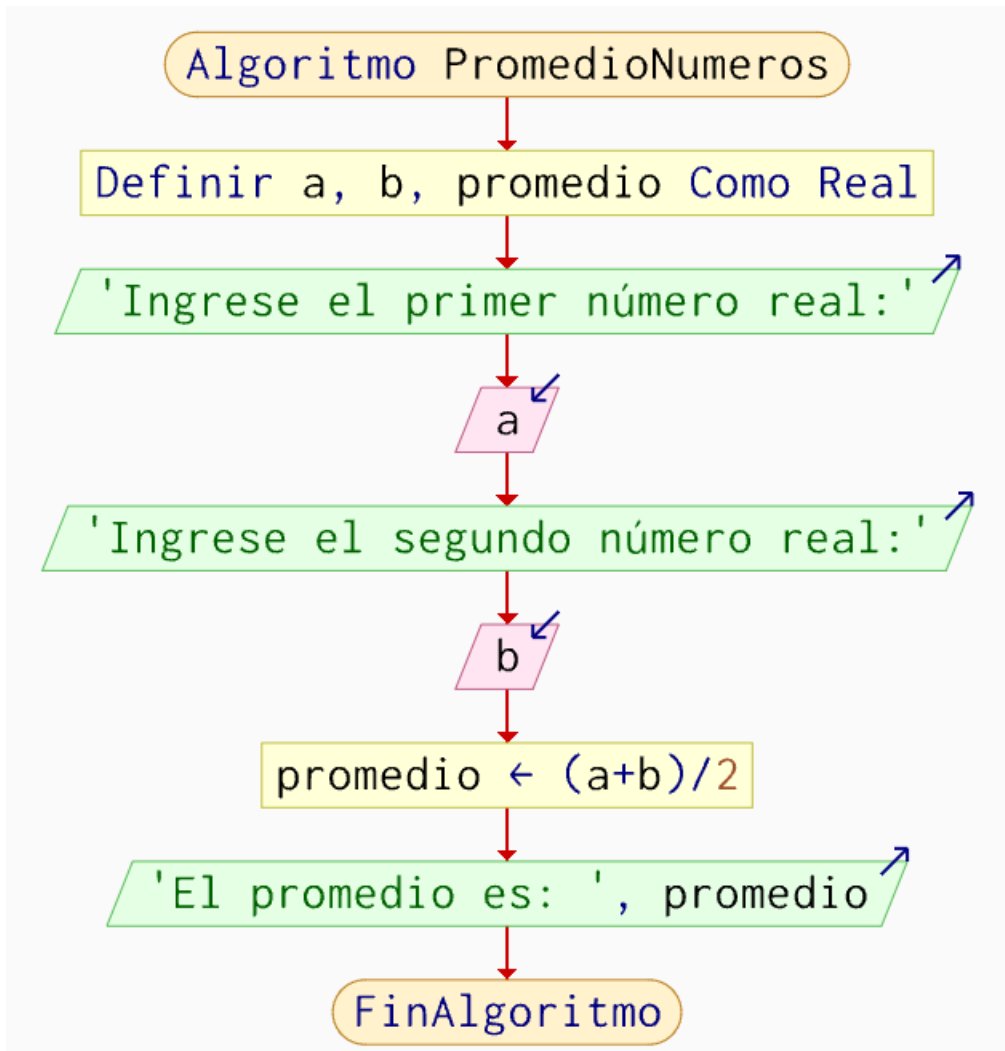 Algoritmo PromedioNumeros
Definir a, b, promedio Como Real
'Ingrese el primer número real:'
a
'Ingrese el segundo número real:'
b
promedio ← (a+b)/2
'El promedio es: ', promedio
FinAlgoritmo